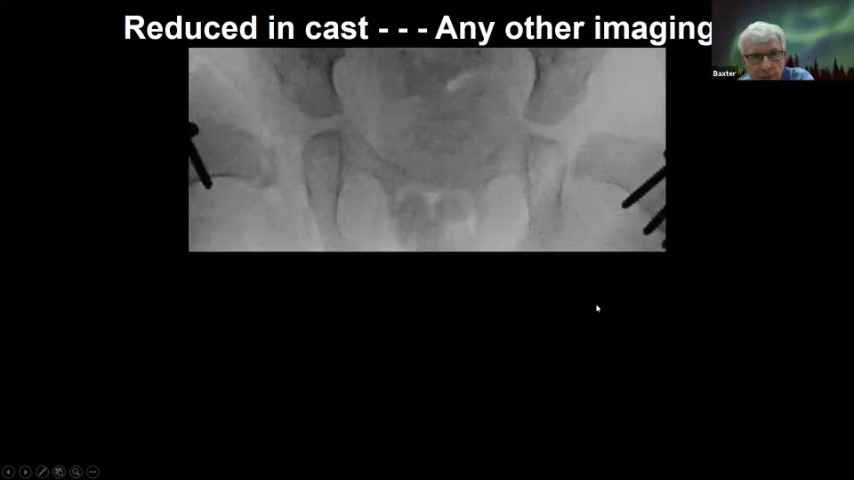 Reduced in cast - - - Any other imaging
Baxter